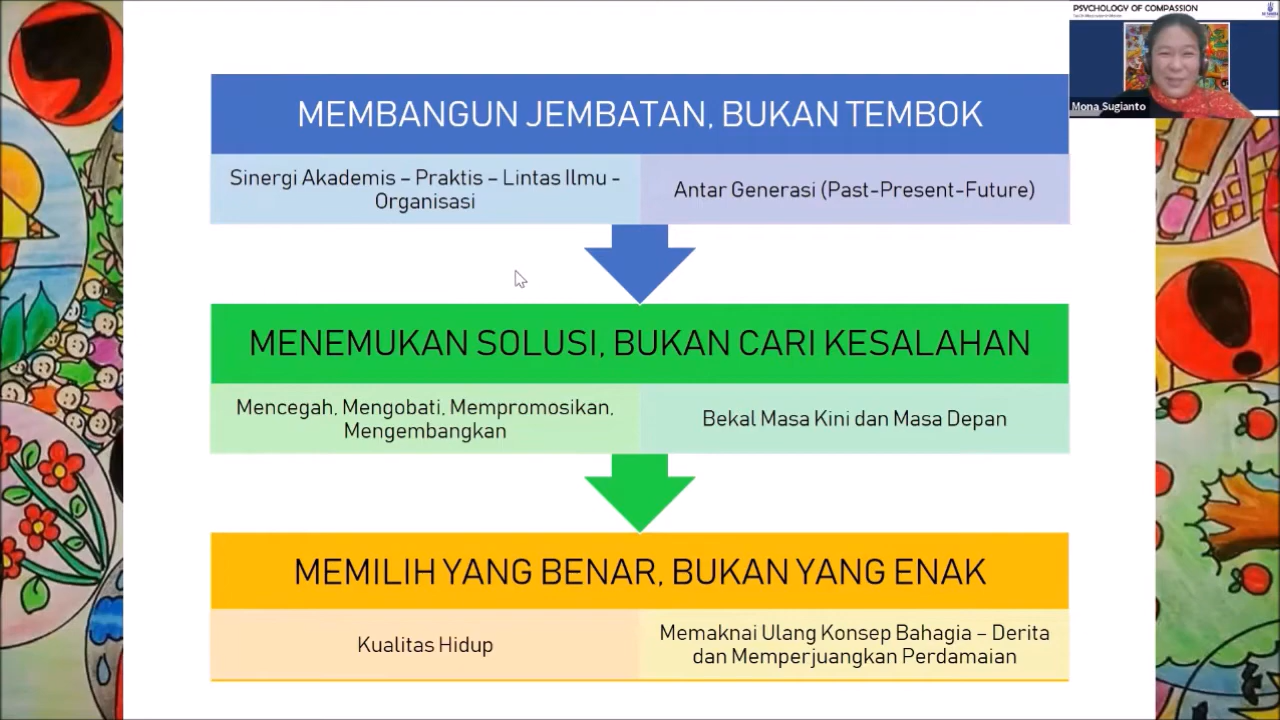 PSYCHOLOGY OF COMPASSION
Mona Sugianto
MEMBANGUN JEMBATAN, BUKAN TEMBOK
Sinergi Akademis – Praktis – Lintas Ilmu -
Organisasi
Antar Generasi (Past-Present-Future)
MENEMUKAN SOLUSI, BUKAN CARI KESALAHAN
Mencegah, Mengobati, Mempromosikan,
Mengembangkan
Bekal Masa Kini dan Masa Depan
MEMILIH YANG BENAR, BUKAN YANG ENAK
Kualitas Hidup
Memaknai Ulang Konsep Bahagia – Derita
dan Memperjuangkan Perdamaian